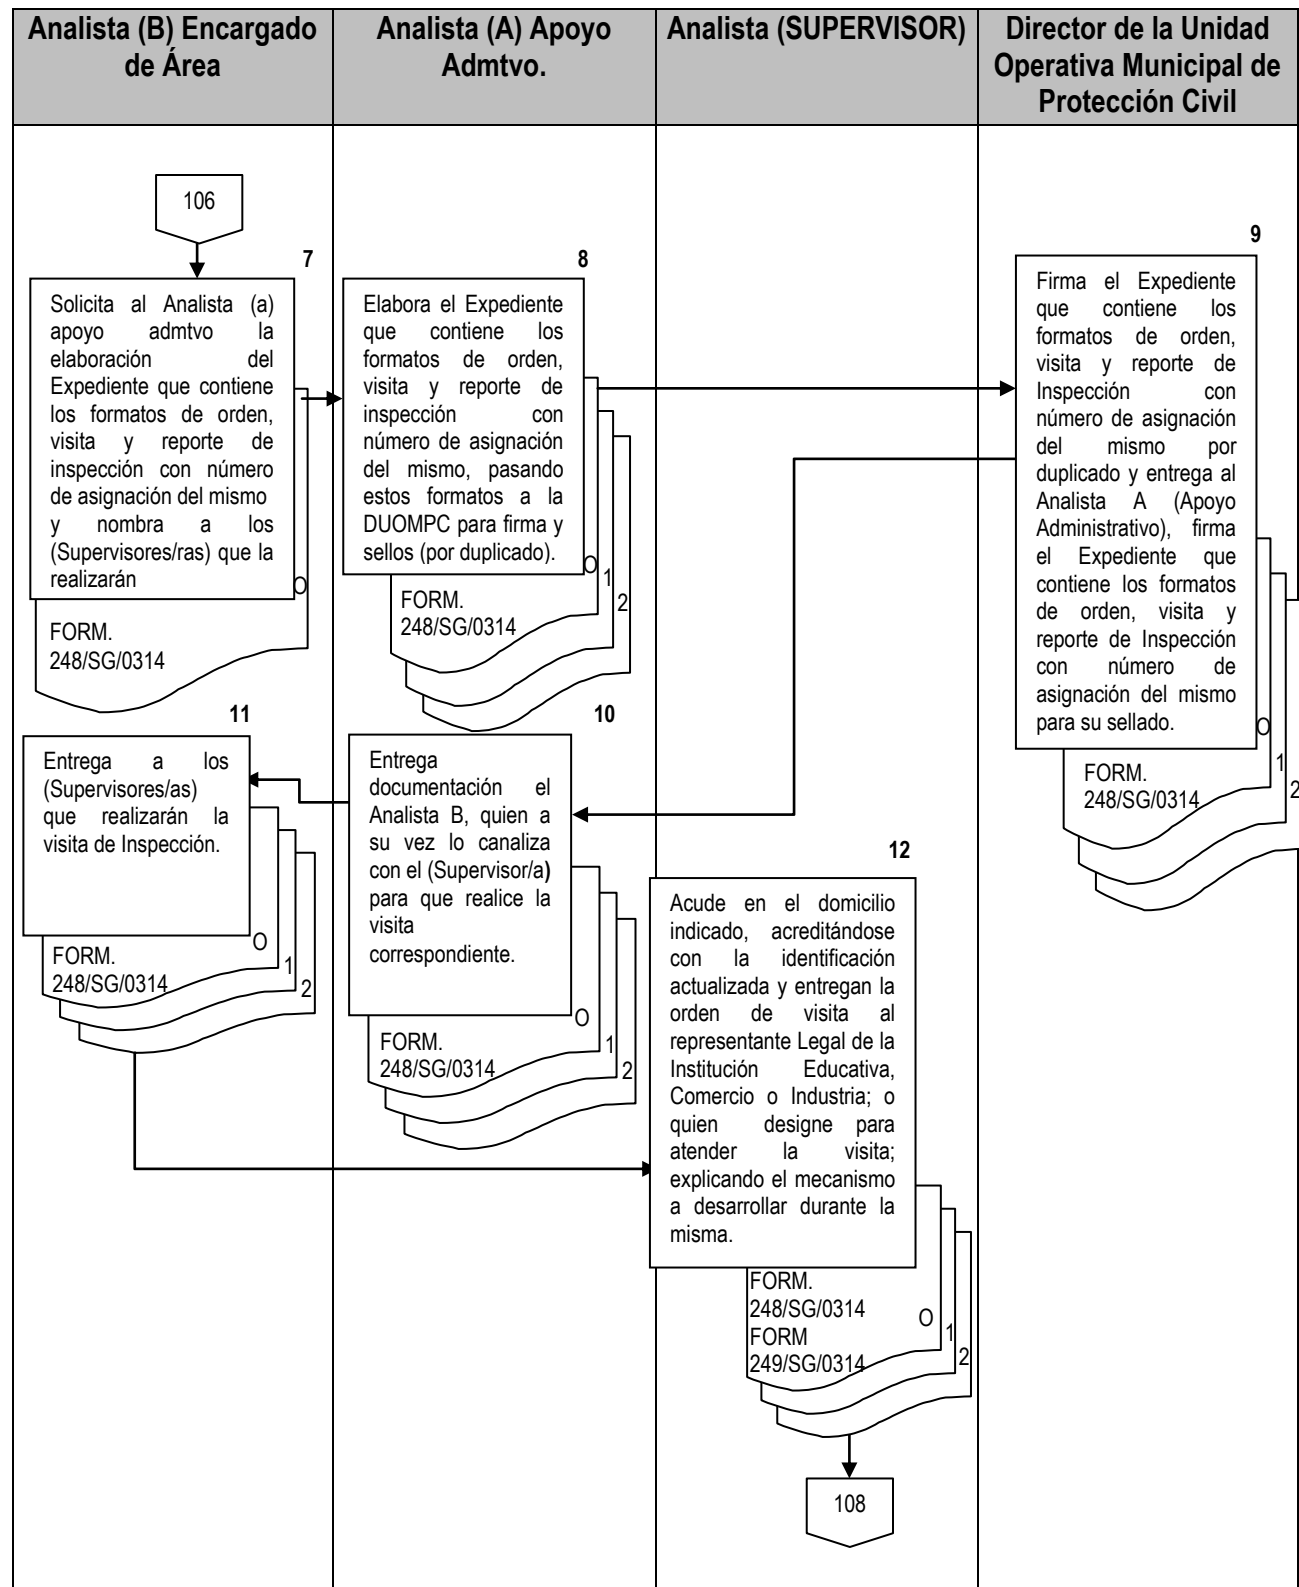 Analista (B) Encargado
de Área
Analista (A) Apoyo
Admtvo.
Analista (SUPERVISOR)
Director de la Unidad
Operativa Municipal de
Protección Civil
106
7
Solicita al Analista (a)
apoyo admtvo la
elaboración del
Expediente que contiene
los formatos de orden,
visita y reporte de
inspección con número
de asignación del mismo
y nombra a los
(Supervisores/ras) que la
realizarán
O
FORM.
248/SG/0314
8
Elabora el Expediente
que contiene los
formatos de orden,
visita y reporte de
inspección con
número de asignación
del mismo, pasando
estos formatos a la
DUOMPC para firma y
sellos (por duplicado).
O
1
2
FORM.
248/SG/0314
9
Firma el Expediente
que contiene los
formatos de orden,
visita y reporte de
Inspección con
número de asignación
del mismo por
duplicado y entrega al
Analista A (Apoyo
Administrativo), firma
el Expediente que
contiene los formatos
de orden, visita y
reporte de Inspección
con número de
asignación del mismo
para su sellado.
O
1
2
FORM.
248/SG/0314
10
Entrega
documentación el
Analista B, quien a
su vez lo canaliza
con el (Supervisor/a)
para que realice la
visita
correspondiente.
O
1
2
FORM.
248/SG/0314
11
Entrega a los
(Supervisores/as)
que realizarán la
visita de Inspección.
O
1
2
FORM.
248/SG/0314
12
Acude en el domicilio
indicado, acreditándose
con la identificación
actualizada y entregan la
orden de visita al
representante Legal de la
Institución Educativa,
Comercio o Industria; o
quien designe para
atender la visita;
explicando el mecanismo
a desarrollar durante la
misma.
FORM.
248/SG/0314
FORM
249/SG/0314
O
1
2
108